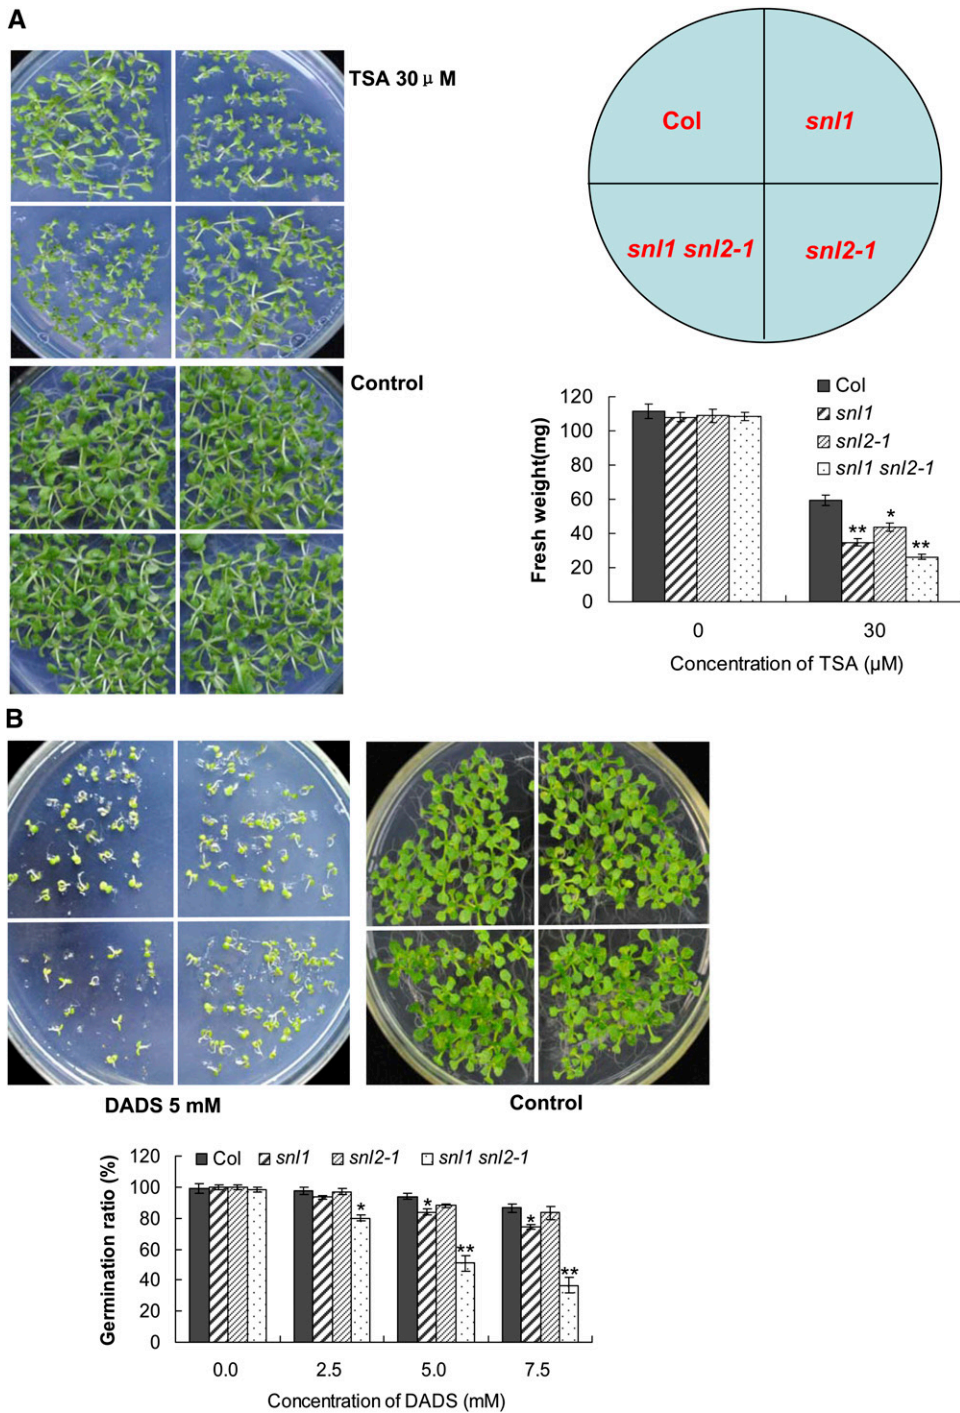 A
TSA 30 μ M
Col
snl1
snl1 snl2-1
snl2-1
Control
Col
snl1
snl2-1
snl1 snl2-1
Fresh weight(mg)
120
100
80
60
40
20
0
**
*
**
0
30
Concentration of TSA (μM)
B
DADS 5 mM
Control
Col
snl1
snl2-1
snl1 snl2-1
Germination ratio (%)
120
100
80
60
40
20
0
*
*
**
*
**
0.0
2.5
5.0
7.5
Concentration of DADS (mM)